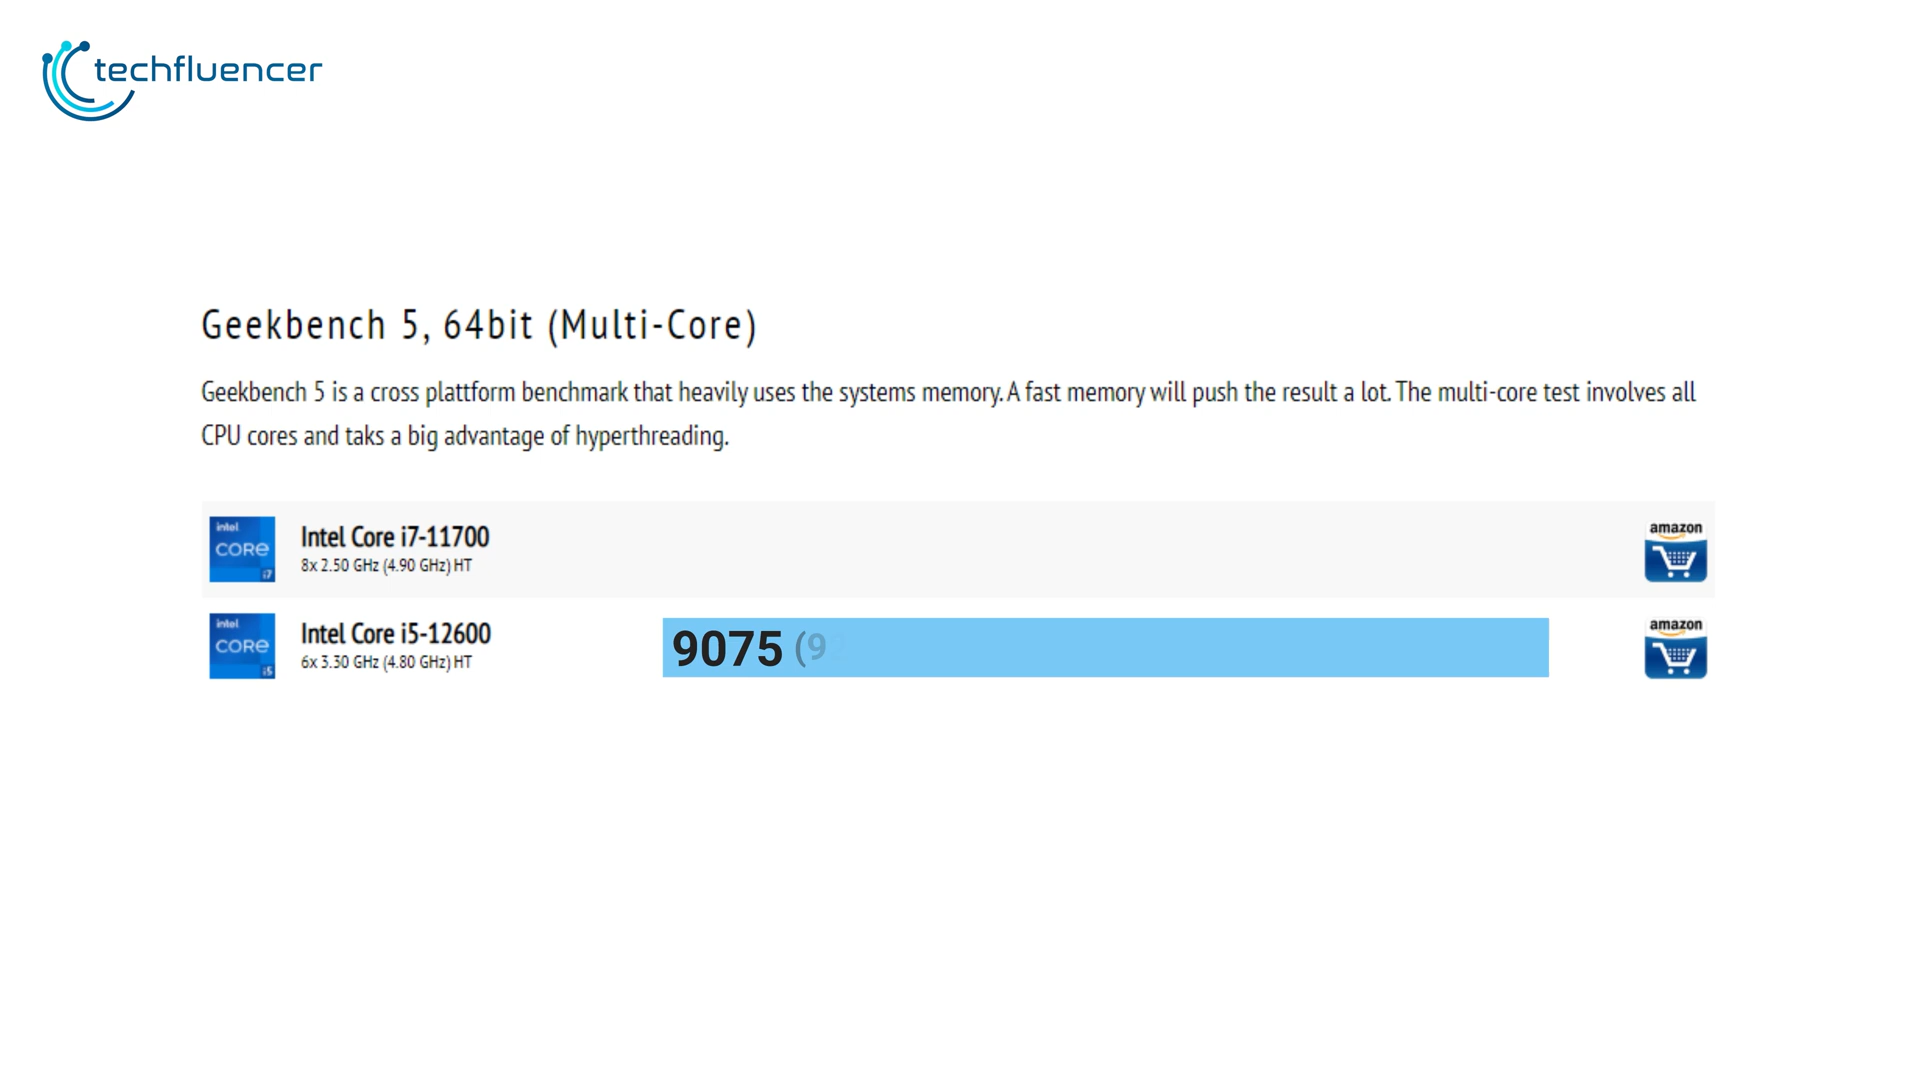 techfluencer
Geekbench 5, 64bit (Multi-Core)
Geekbench 5 is a cross plattform benchmark that heavily uses the systems memory. A fast memory will push the result a lot. The multi-core test involves all
CPU cores and taks a big advantage of hyperthreading.
intel
CORE
i7
Intel Core i7-11700
8x 2.50 GHz (4.90 GHz) HT
amazon
intel
CORE
i5
Intel Core i5-12600
6x 3.30 GHz (4.80 GHz) HT
9075 (9
amazon